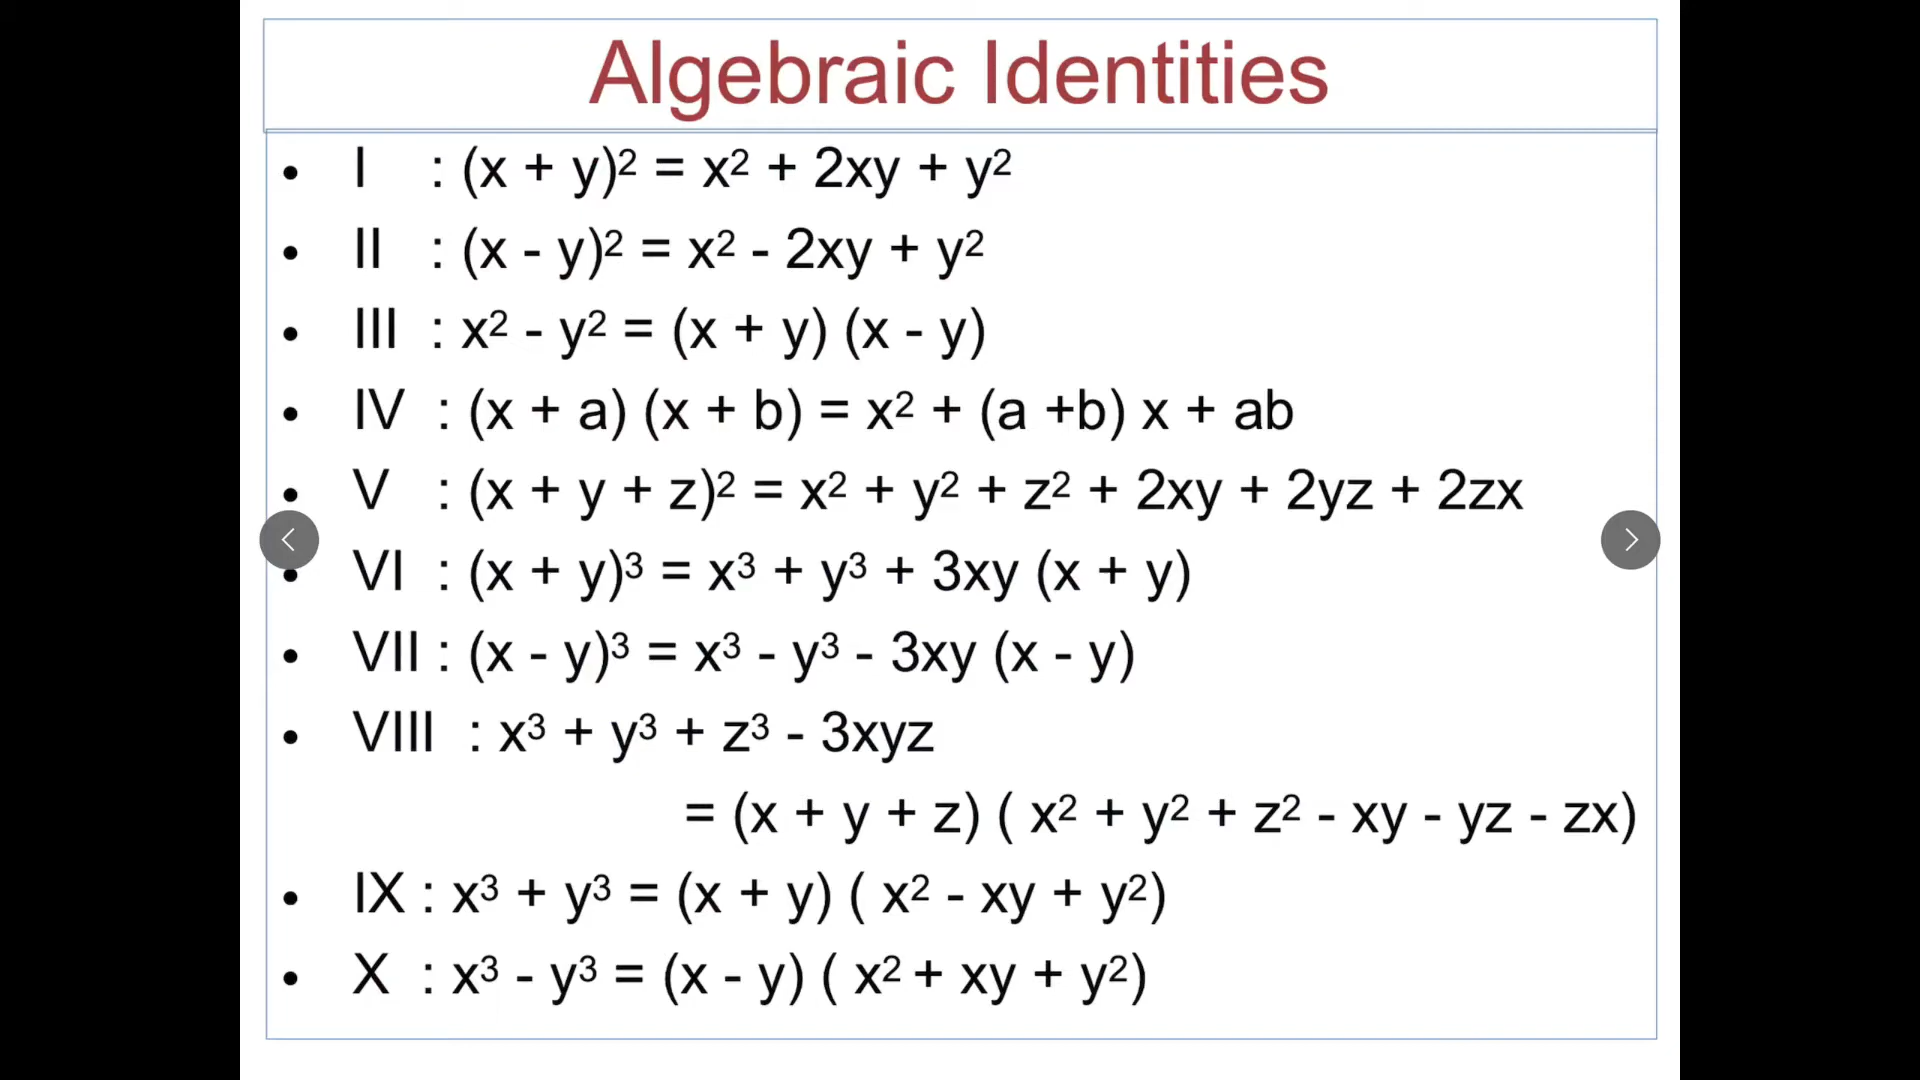 Algebraic Identities
• I : (x + y)² = x² + 2xy + y²
• II : (x - y)² = x² - 2xy + y²
• III : x² - y² = (x + y) (x - y)
• IV : (x + a) (x + b) = x² + (a +b) x + ab
• V : (x + y + z)² = x² + y² + z² + 2xy + 2yz + 2zx
• VI : (x + y)³ = x³ + y³ + 3xy (x + y)
• VII : (x - y)³ = x³ - y³ - 3xy (x - y)
• VIII : x³ + y³ + z³ - 3xyz
= (x + y + z) ( x² + y² + z² - xy - yz - zx)
• IX : x³ + y³ = (x + y) ( x² - xy + y²)
• X : x³ - y³ = (x - y) ( x² + xy + y²)